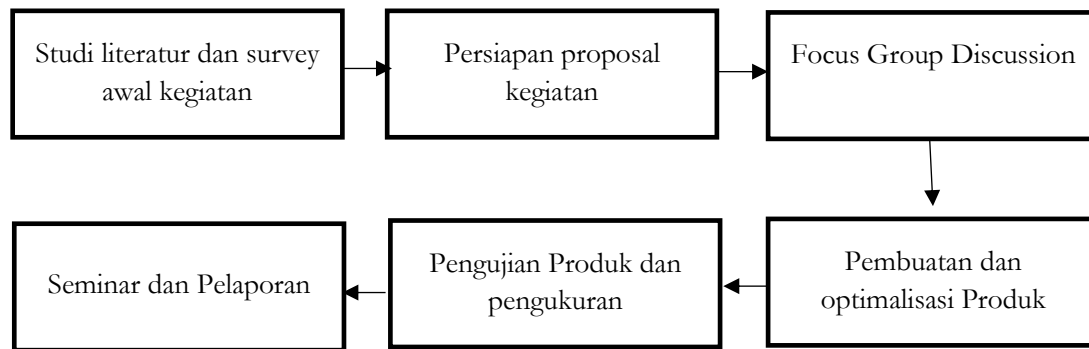 Studi literatur dan survey
awal kegiatan
Persiapan proposal
kegiatan
Focus Group Discussion
Pembuatan dan
optimalisasi Produk
Pengujian Produk dan
pengukuran
Seminar dan Pelaporan